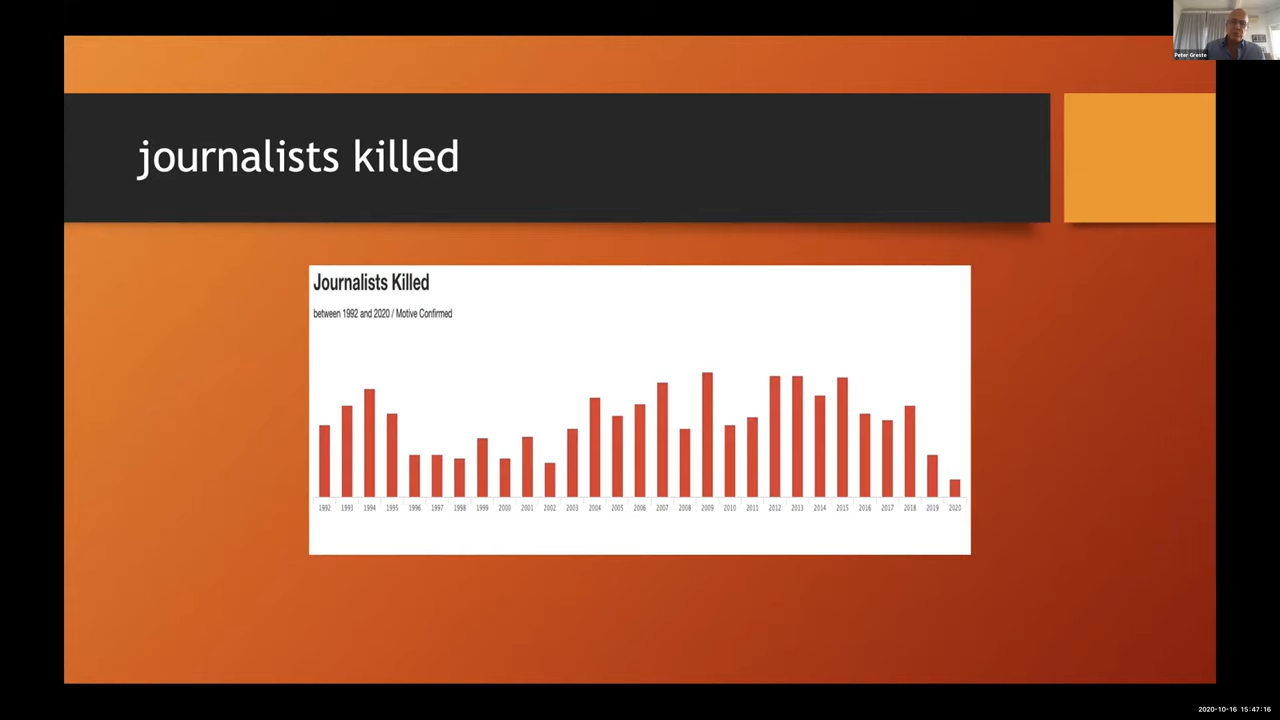 Peter Greste
journalists killed
Journalists Killed
between 1992 and 2020 / Motive Confirmed
1992 1993 1994 1995 1996 1997 1998 1999 2000 2001 2002 2003 2004 2005 2006 2007 2008 2009 2010 2011 2012 2013 2014 2015 2016 2017 2018 2019 2020
2020-10-16 15:47:16